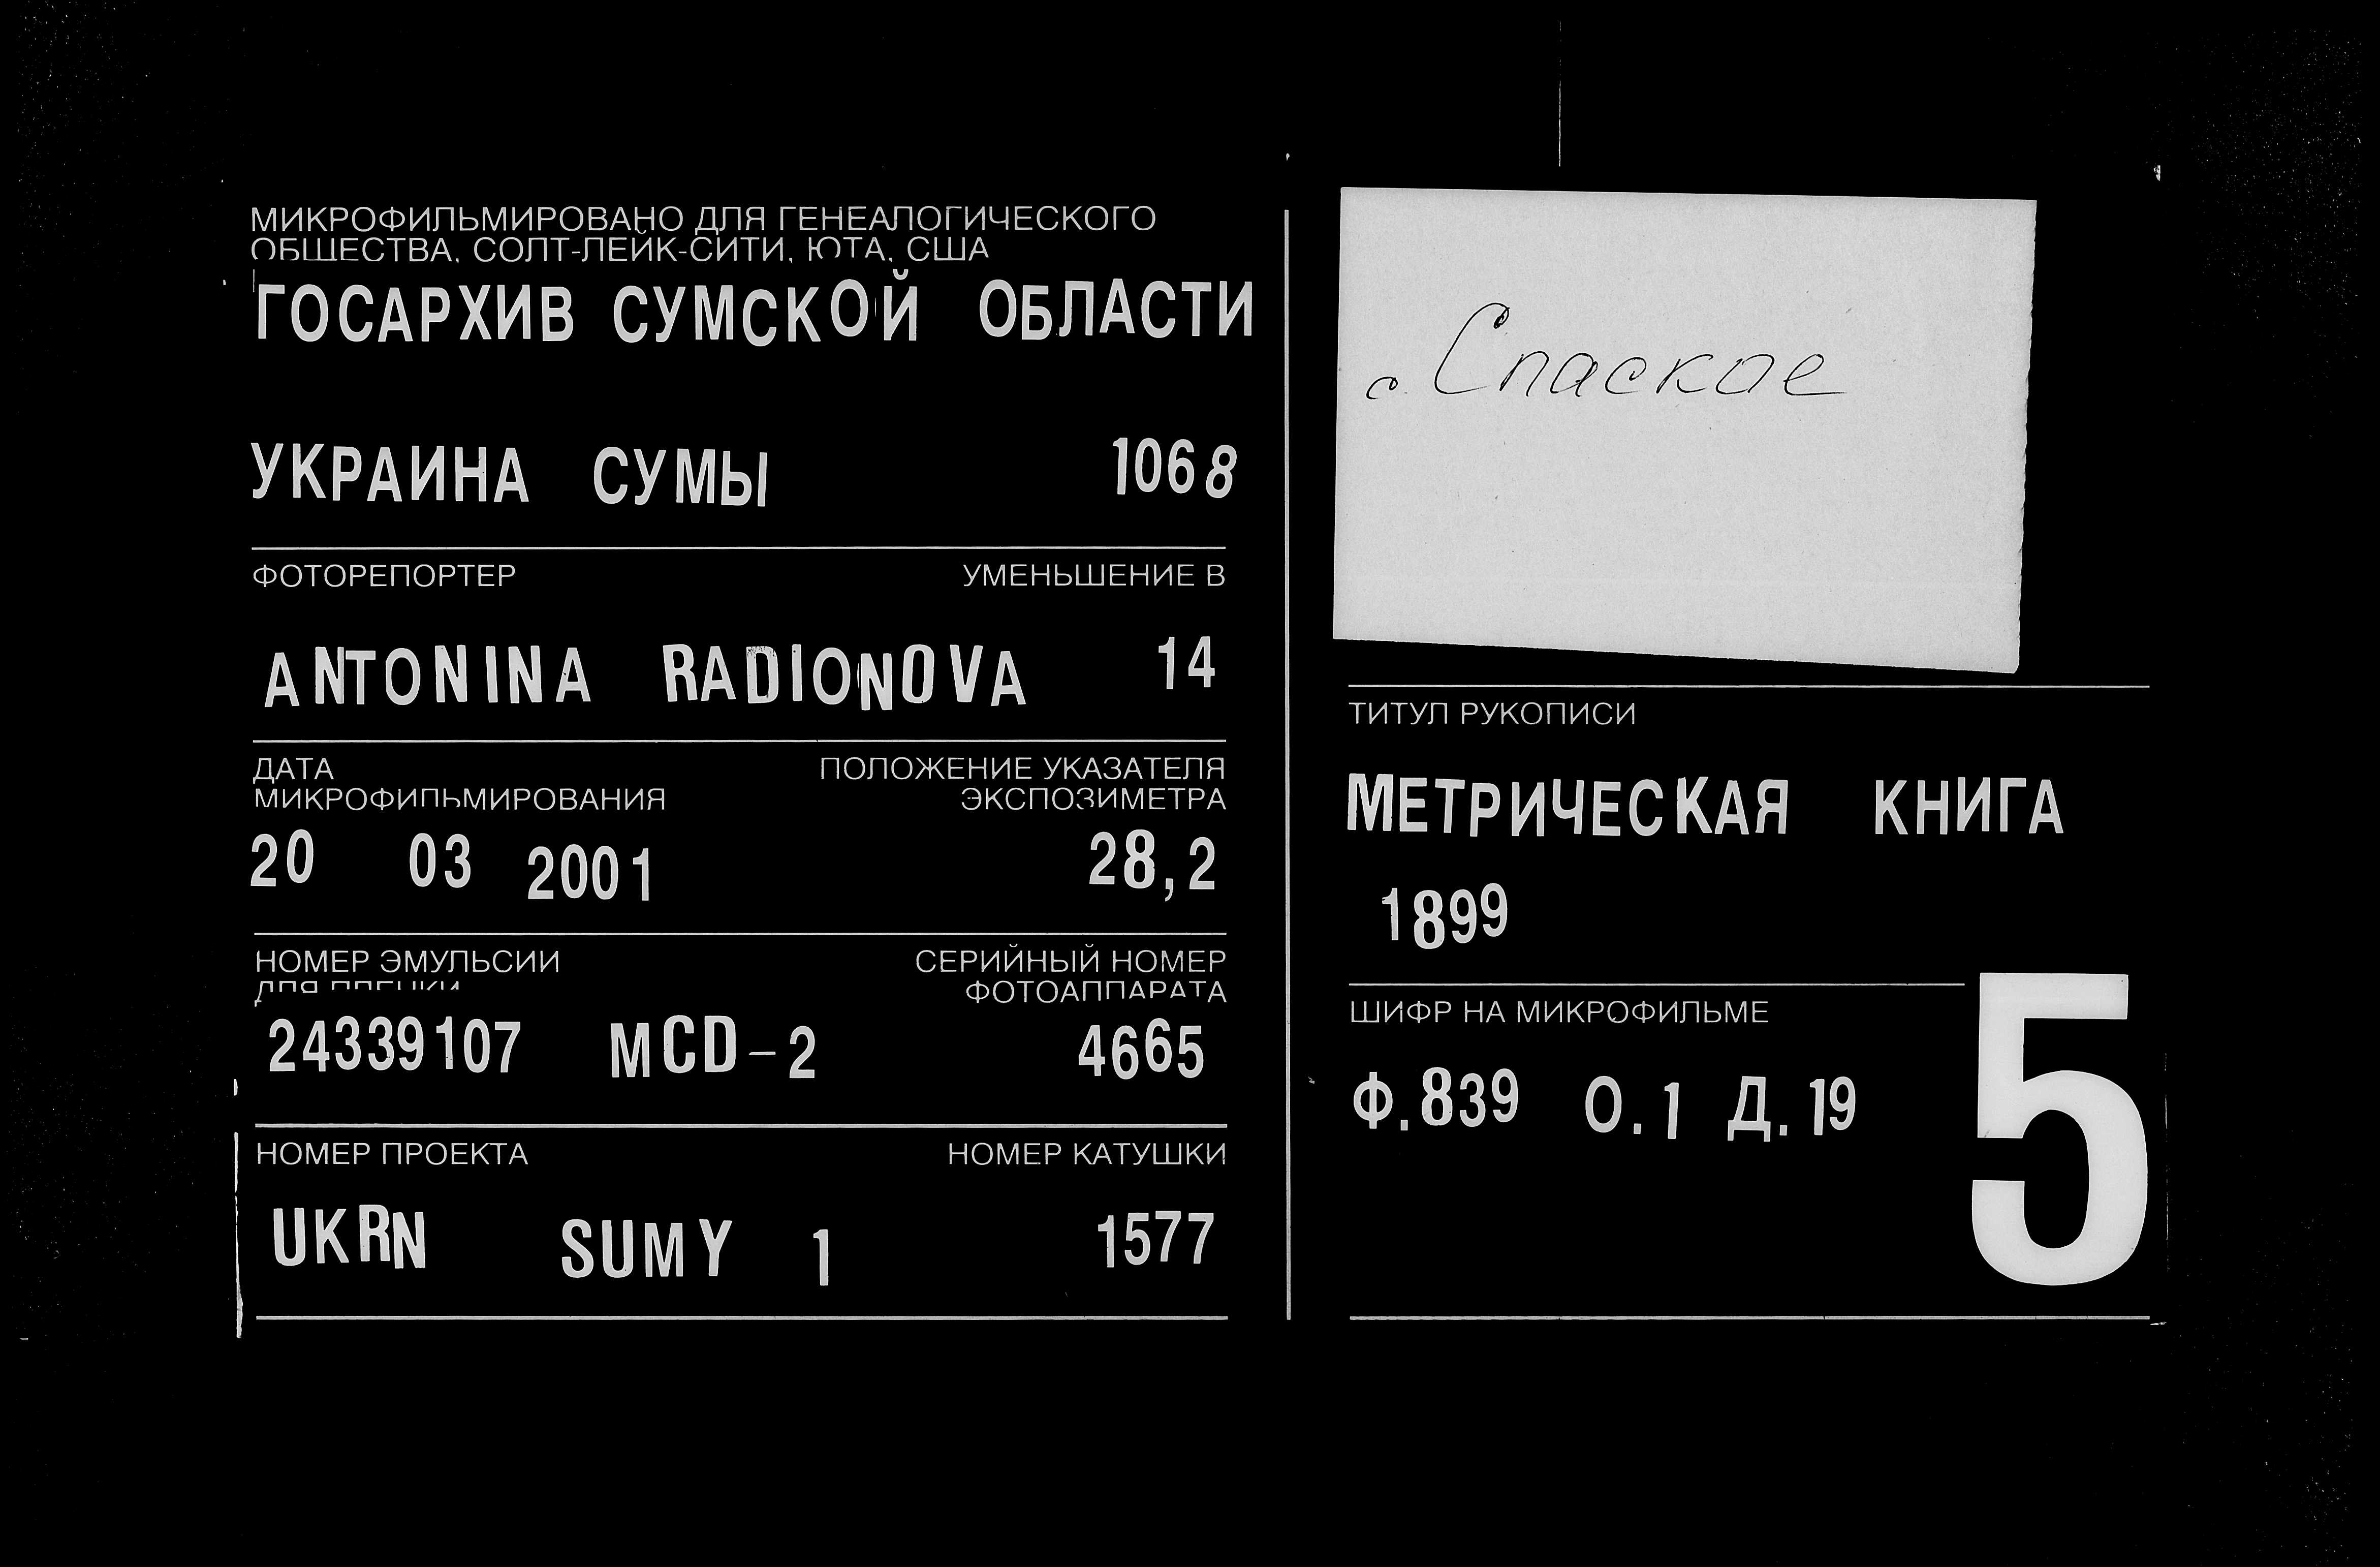 МИКРОФИЛЬМИРОВАНО ДЛЯ ГЕНЕАЛОГИЧЕСКОГО
ОБЩЕСТВА, СОЛТ-ЛЕЙК-СИТИ, ЮТА, США
ГОСАРХИВ СУМСКОЙ ОБЛАСТИ
УКРАИНА СУМЫ 1068
ФОТОРЕПОРТЕР УМЕНЬШЕНИЕ В
ANTONINA RADIONOVA 14
ДАТА ПОЛОЖЕНИЕ УКАЗАТЕЛЯ
МИКРОФИЛЬМИРОВАНИЯ ЭКСПОЗИМЕТРА
20 03 2001 28,2
НОМЕР ЭМУЛЬСИИ СЕРИЙНЫЙ НОМЕР
ДЛЯ ПЛЕНКИ ФОТОАППАРАТА
24339107 MCD-2 4665
НОМЕР ПРОЕКТА НОМЕР КАТУШКИ
UKRN SUMY 1 1577
с. Спаское
ТИТУЛ РУКОПИСИ
МЕТРИЧЕСКАЯ КНИГА
1899
ШИФР НА МИКРОФИЛЬМЕ
Ф.839 О.1 Д.19
5